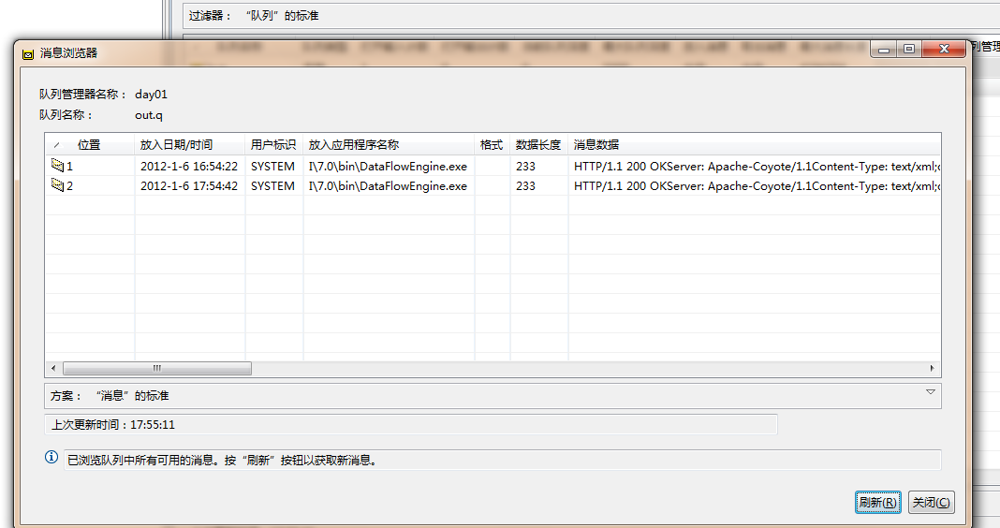 过滤器： “队列”的标准
消息浏览器
列管理
队列管理器名称： day01
队列名称： out.q
位置 放入日期/时间 用户标识 放入应用程序名称 格式 数据长度 消息数据
1 2012-1-6 16:54:22 SYSTEM I\7.0\bin\DataFlowEngine.exe 233 HTTP/1.1 200 OKServer: Apache-Coyote/1.1Content-Type: text/xml;c
2 2012-1-6 17:54:42 SYSTEM I\7.0\bin\DataFlowEngine.exe 233 HTTP/1.1 200 OKServer: Apache-Coyote/1.1Content-Type: text/xml;c
方案： “消息”的标准
上次更新时间：17:55:11
已浏览队列中所有可用的消息。按“刷新”按钮以获取新消息。
刷新(R) 关闭(C)